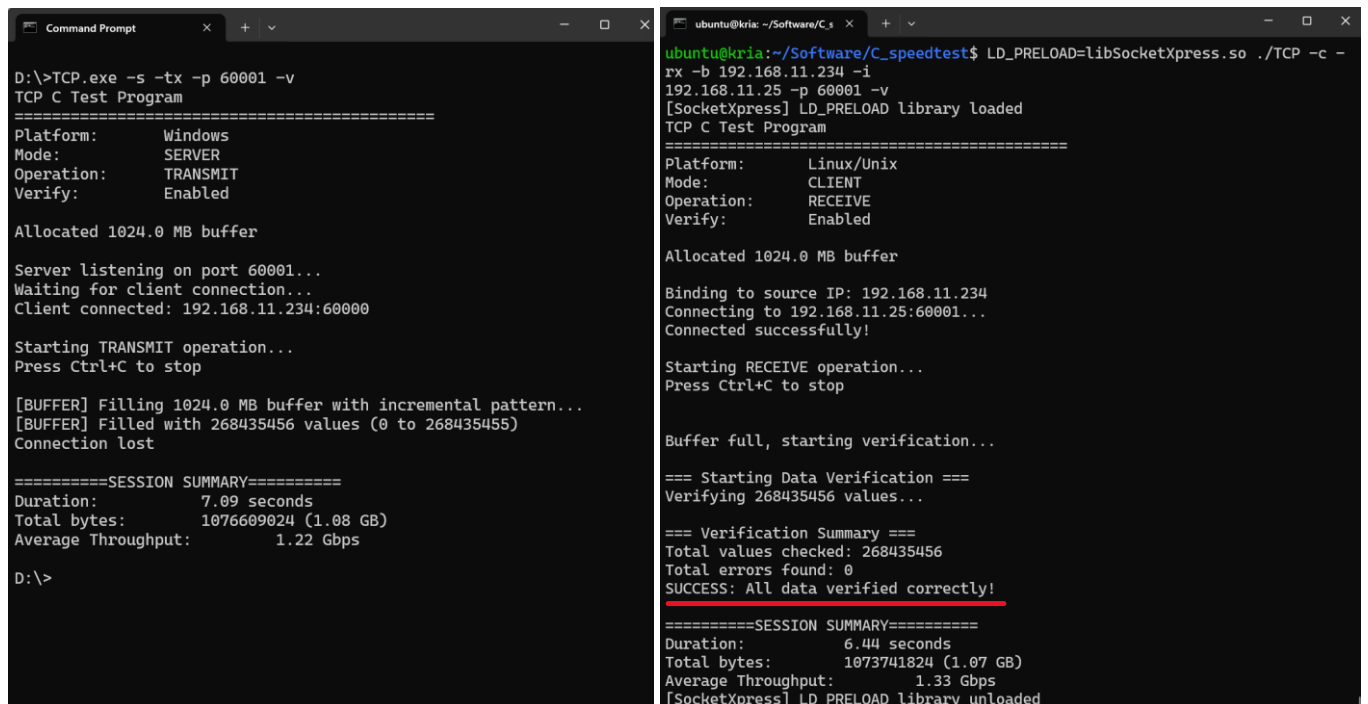 Command Prompt
D:\>TCP.exe -s -tx -p 60001 -v
TCP C Test Program
==============================================
Platform: Windows
Mode: SERVER
Operation: TRANSMIT
Verify: Enabled
Allocated 1024.0 MB buffer
Server listening on port 60001...
Waiting for client connection...
Client connected: 192.168.11.234:60000
Starting TRANSMIT operation...
Press Ctrl+C to stop
[BUFFER] Filling 1024.0 MB buffer with incremental pattern...
[BUFFER] Filled with 268435456 values (0 to 268435455)
Connection lost
==========SESSION SUMMARY==========
Duration: 7.09 seconds
Total bytes: 1076609024 (1.08 GB)
Average Throughput: 1.22 Gbps
D:\>
ubuntu@kria: ~/Software/C_s
ubuntu@kria:~/Software/C_speedtest$ LD_PRELOAD=libSocketXpress.so ./TCP -c -
rx -b 192.168.11.234 -i
192.168.11.25 -p 60001 -v
[SocketXpress] LD_PRELOAD library loaded
TCP C Test Program
=============================================
Platform: Linux/Unix
Mode: CLIENT
Operation: RECEIVE
Verify: Enabled
Allocated 1024.0 MB buffer
Binding to source IP: 192.168.11.234
Connecting to 192.168.11.25:60001...
Connected successfully!
Starting RECEIVE operation...
Press Ctrl+C to stop
Buffer full, starting verification...
=== Starting Data Verification ===
Verifying 268435456 values...
=== Verification Summary ===
Total values checked: 268435456
Total errors found: 0
SUCCESS: All data verified correctly!
==========SESSION SUMMARY==========
Duration: 6.44 seconds
Total bytes: 1073741824 (1.07 GB)
Average Throughput: 1.33 Gbps
[SocketXpress] LD_PRELOAD library unloaded